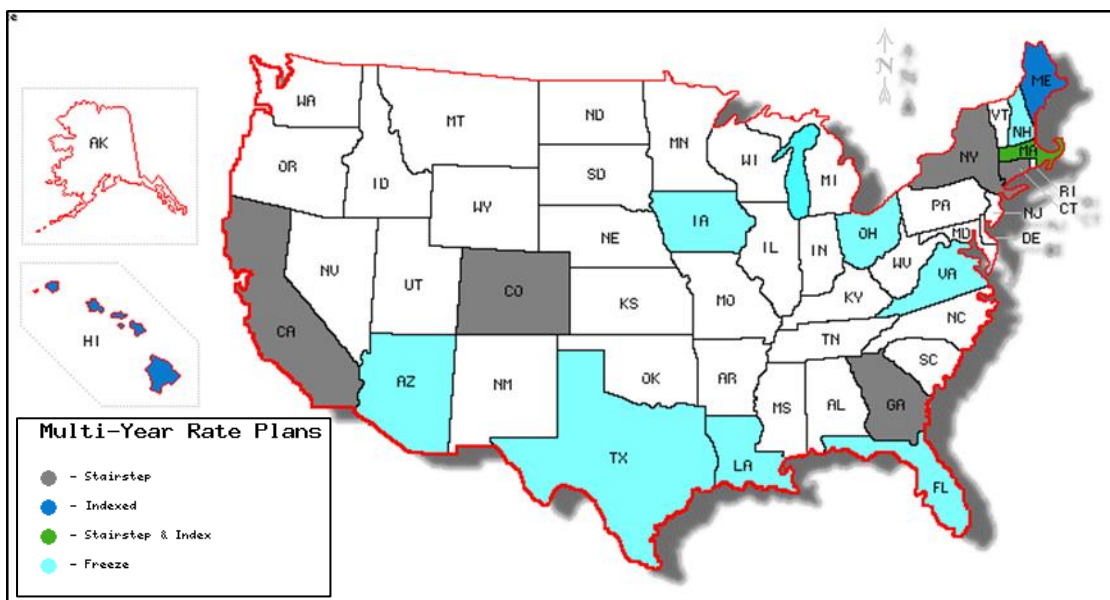 e
N
ME
WA
VT
NH
MT
ND
AK
MN
MA
OR
NY
WI
ID
SD
MI
RI
WY
CT
PA
IA
NJ
NE
OH
MD
DE
IL
IN
NV
WV
UT
VA
CO
KS
MO
KY
CA
NC
HI
TN
OK
SC
AZ
AR
NM
GA
MS
AL
Multi-Year Rate Plans
TX
LA
- Stairstep
FL
- Indexed
- Stairstep & Index
- Freeze